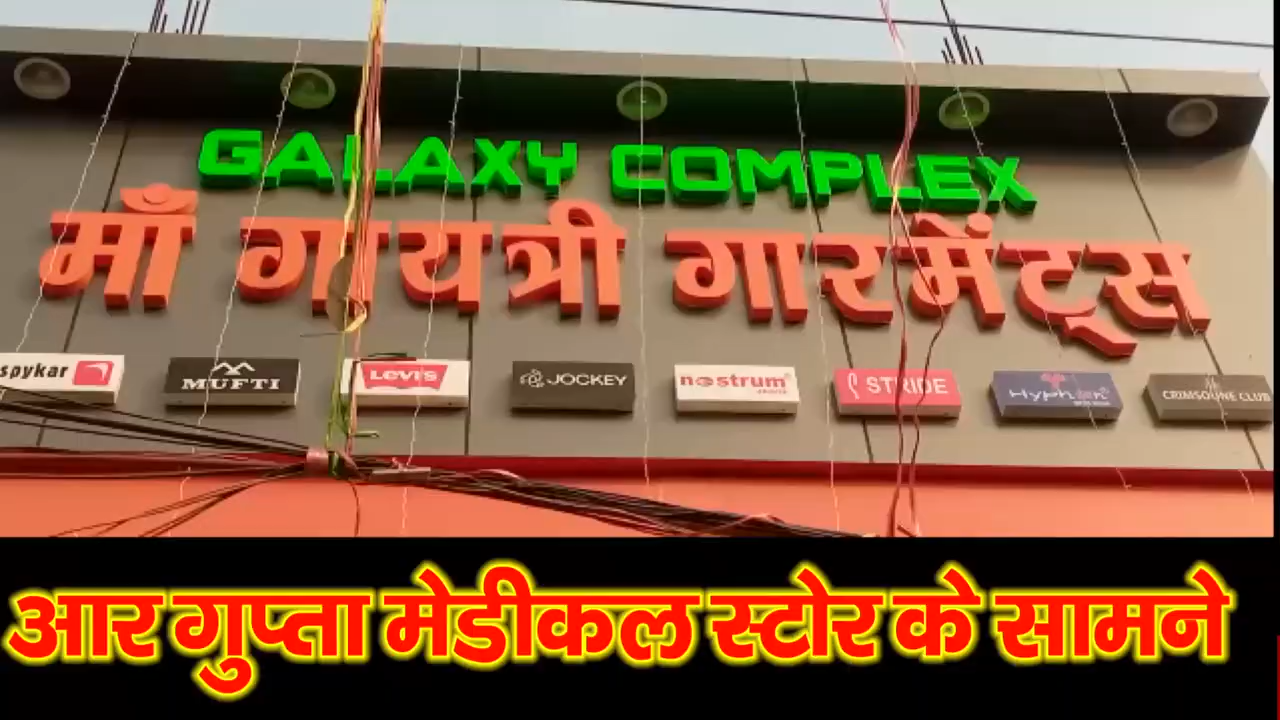 GALAXY COMPLEX
माँ गायत्री गारमेंट्स
spykar MUFTI LEVI'S JOCKEY nostrum STRIDE Hyphen CRIMSOUNE CLUB
आर गुप्ता मेडीकल स्टोर के सामने